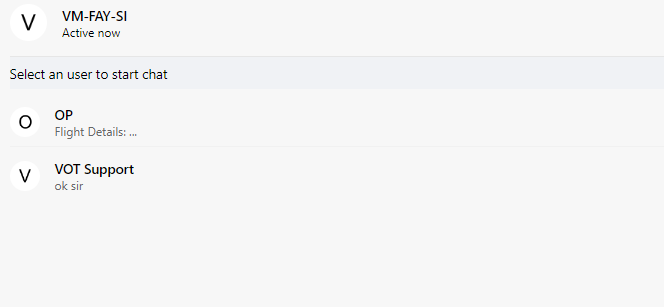 V
VM-FAY-SI
Active now
Select an user to start chat
O
OP
Flight Details: ...
V
VOT Support
ok sir